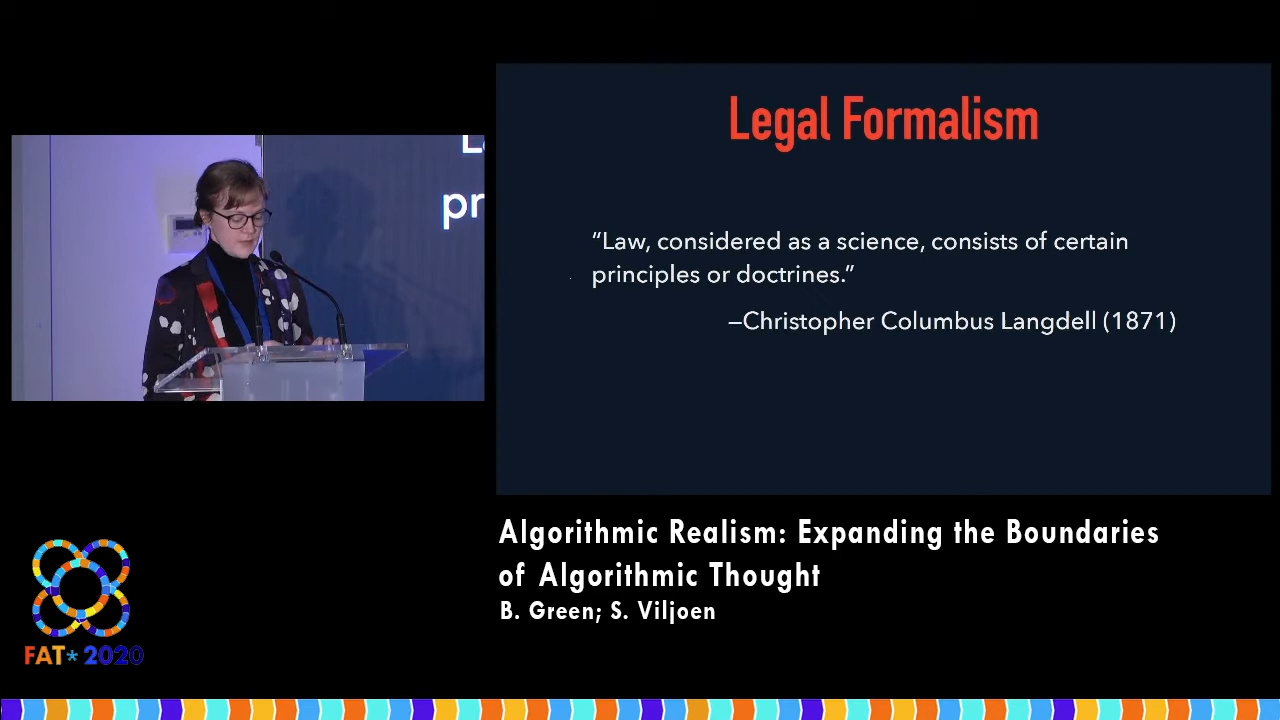 L
pr
Legal Formalism
“Law, considered as a science, consists of certain
principles or doctrines.”
—Christopher Columbus Langdell (1871)
Algorithmic Realism: Expanding the Boundaries
of Algorithmic Thought
B. Green; S. Viljoen
FAT* 2020